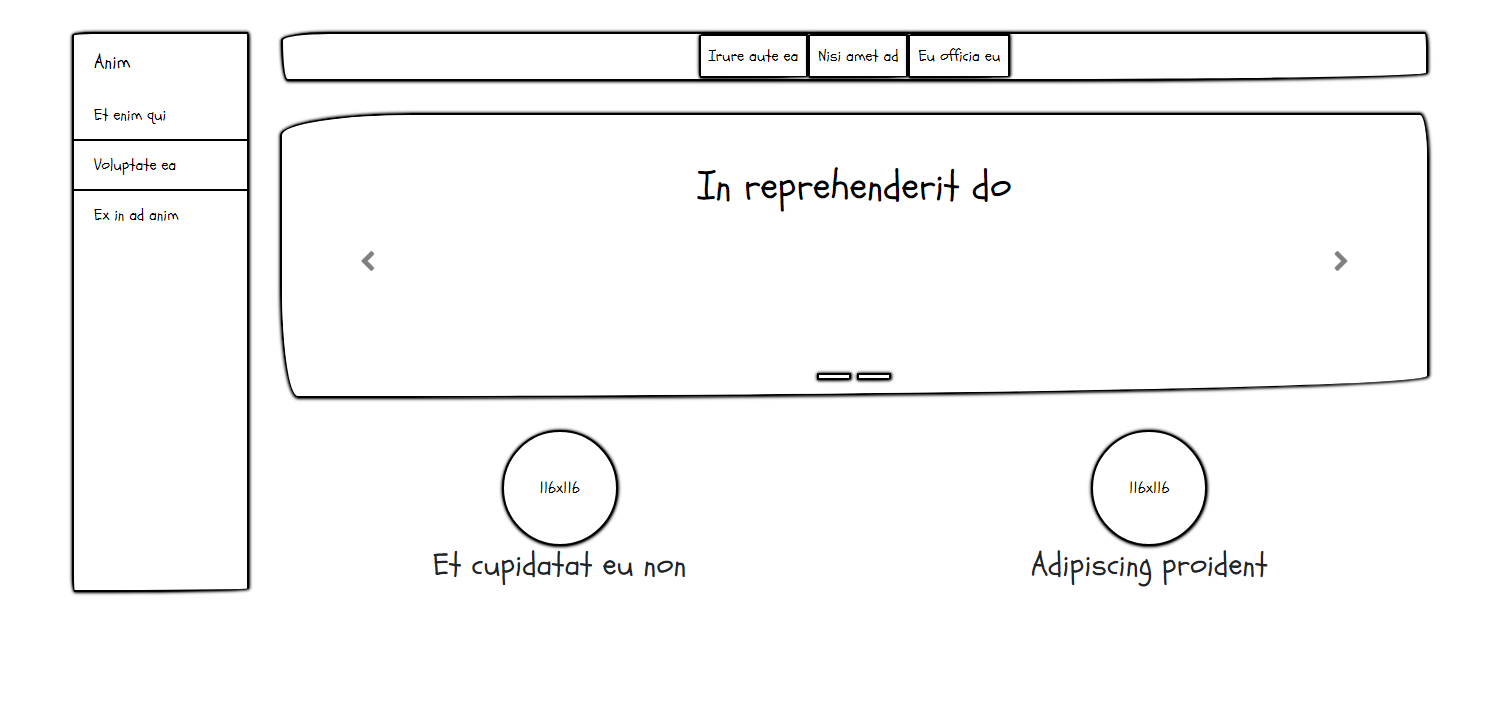 Anim
Et enim qui
Voluptate ea
Ex in ad anim
Irure aute ea
Nisi amet ad
Eu officia eu
In reprehenderit do
116x116
Et cupidatat eu non
116x116
Adipiscing proident